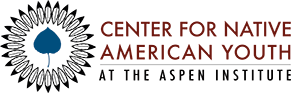 CENTER FOR NATIVE
AMERICAN YOUTH
AT THE ASPEN INSTITUTE